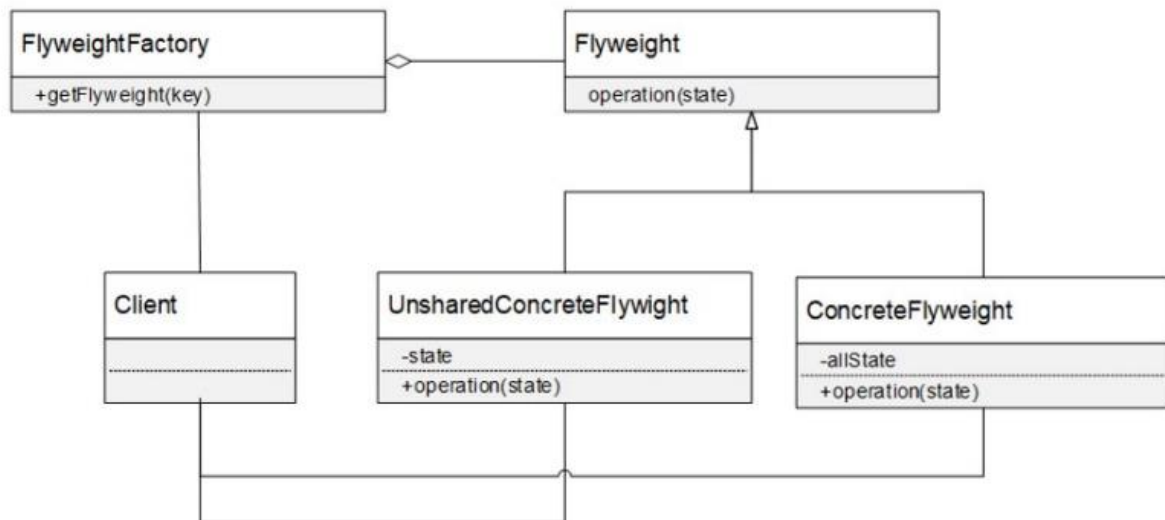 FlyweightFactory
+getFlyweight(key)
Flyweight
operation(state)
Client
UnsharedConcreteFlywight
-state
+operation(state)
ConcreteFlyweight
-allState
+operation(state)